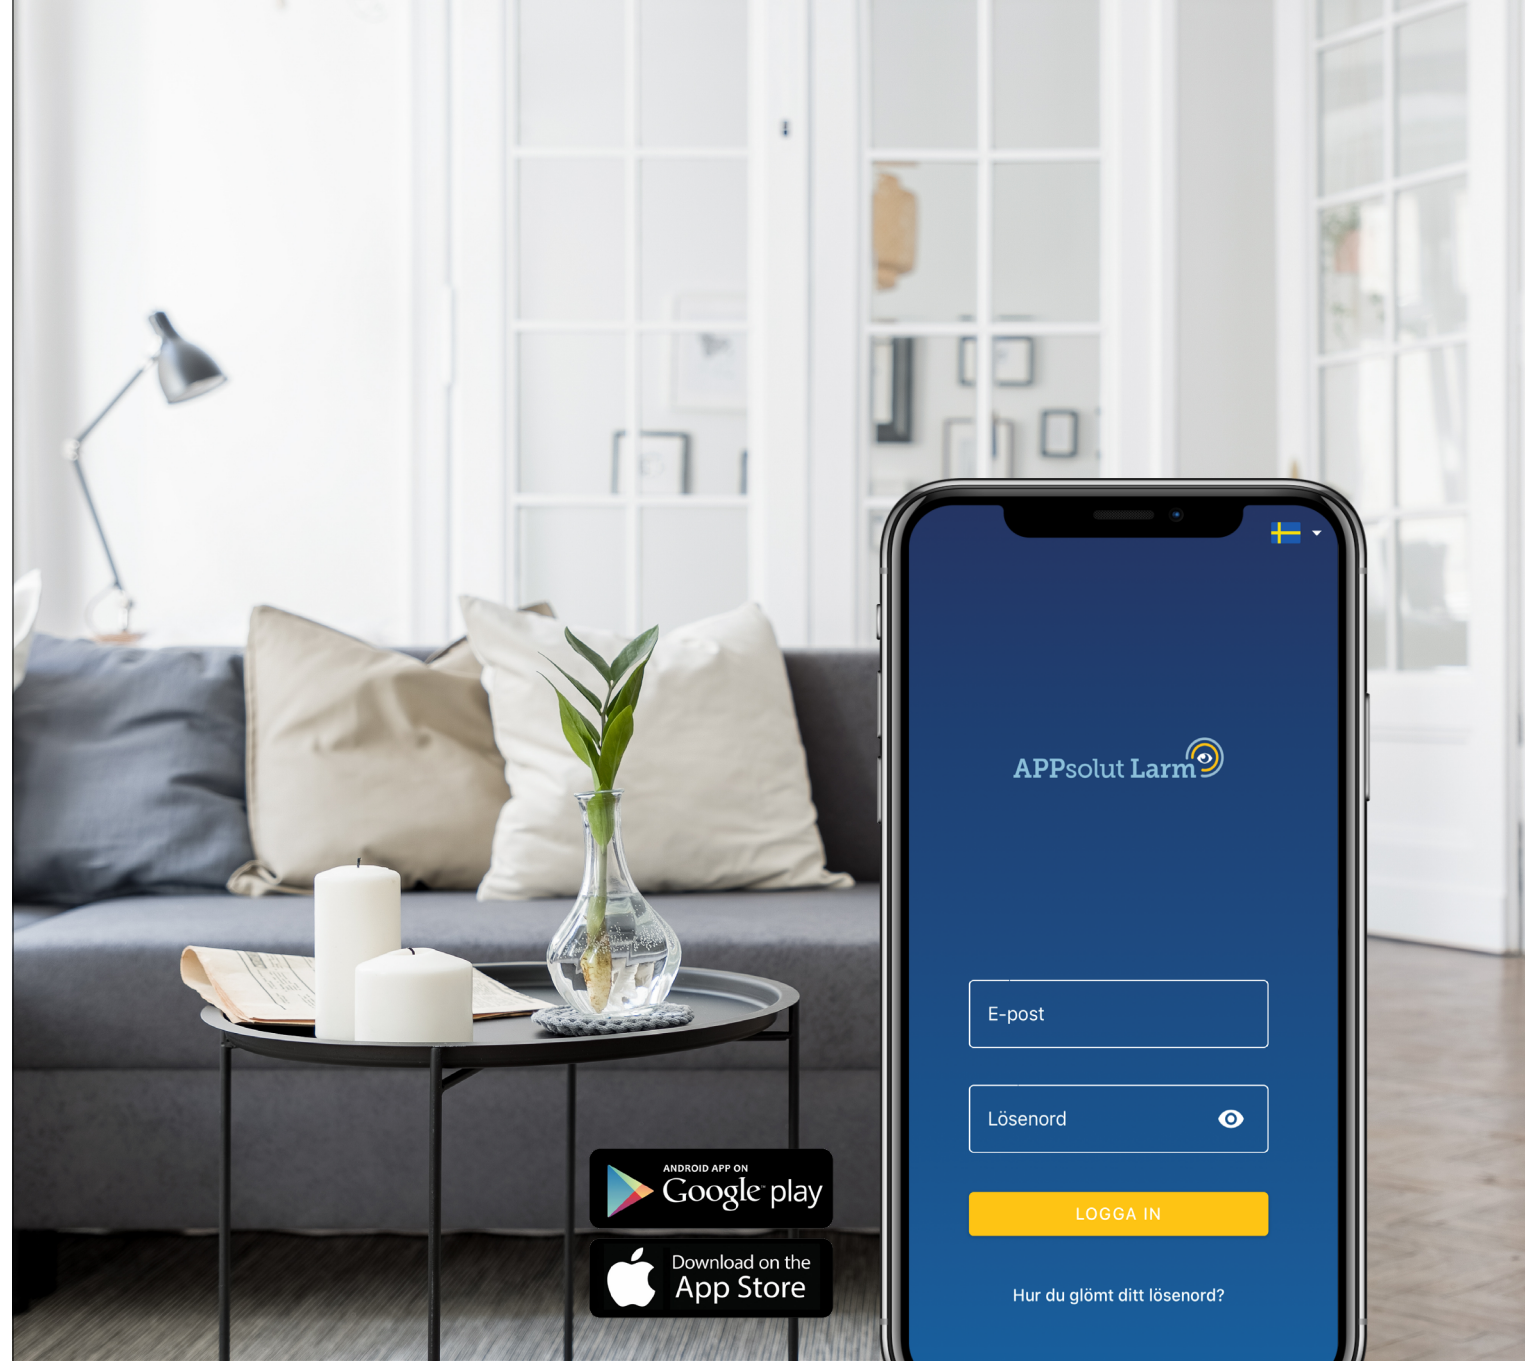 APPsolut Larm
E-post
Lösenord
LOGGA IN
Hur du glömt ditt lösenord?
ANDROID APP ON
Google play
Download on the
App Store